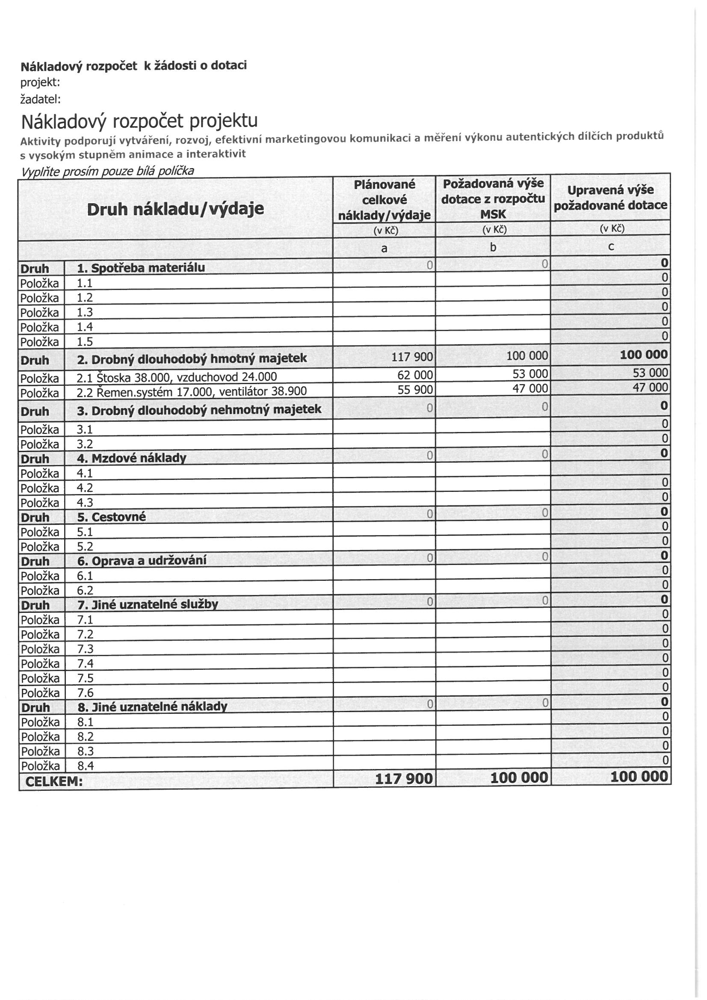 Nákladový rozpočet k žádosti o dotaci
projekt:
žadatel:
Nákladový rozpočet projektu
Aktivity podporují vytváření, rozvoj, efektivní marketingovou komunikaci a měření výkonu autentických dílčích produktů
s vysokým stupněm animace a interaktivit
Vyplňte prosím pouze bílá políčka
Druh nákladu/výdaje
Plánované
celkové
náklady/výdaje
(v Kč)
a
Požadovaná výše
dotace z rozpočtu
MSK
(v Kč)
b
Upravená výše
požadované dotace
(v Kč)
c
Druh 1. Spotřeba materiálu 0 0 0
Položka 1.1 0
Položka 1.2 0
Položka 1.3 0
Položka 1.4 0
Položka 1.5 0
Druh 2. Drobný dlouhodobý hmotný majetek 117 900 100 000 100 000
Položka 2.1 Štoska 38.000, vzduchovod 24.000 62 000 53 000 53 000
Položka 2.2 Řemen.systém 17.000, ventilátor 38.900 55 900 47 000 47 000
Druh 3. Drobný dlouhodobý nehmotný majetek 0 0 0
Položka 3.1 0
Položka 3.2 0
Druh 4. Mzdové náklady 0 0 0
Položka 4.1
Položka 4.2 0
Položka 4.3 0
Druh 5. Cestovné 0 0 0
Položka 5.1 0
Položka 5.2 0
Druh 6. Oprava a udržování 0 0 0
Položka 6.1 0
Položka 6.2 0
Druh 7. Jiné uznatelné služby 0 0 0
Položka 7.1 0
Položka 7.2 0
Položka 7.3 0
Položka 7.4 0
Položka 7.5 0
Položka 7.6 0
Druh 8. Jiné uznatelné náklady 0 0 0
Položka 8.1 0
Položka 8.2 0
Položka 8.3 0
Položka 8.4 0
CELKEM: 117 900 100 000 100 000